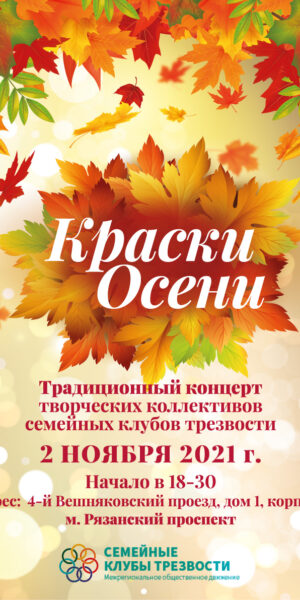 Краски
Осени
Традиционный концерт
творческих коллективов
семейных клубов трезвости
2 НОЯБРЯ 2021 г.
Начало в 18-30
4-й Вешняковский проезд, дом 1,
м. Рязанский проспект
СЕМЕЙНЫЕ
КЛУБЫ ТРЕЗВОСТИ
Межрегиональное общественное движение